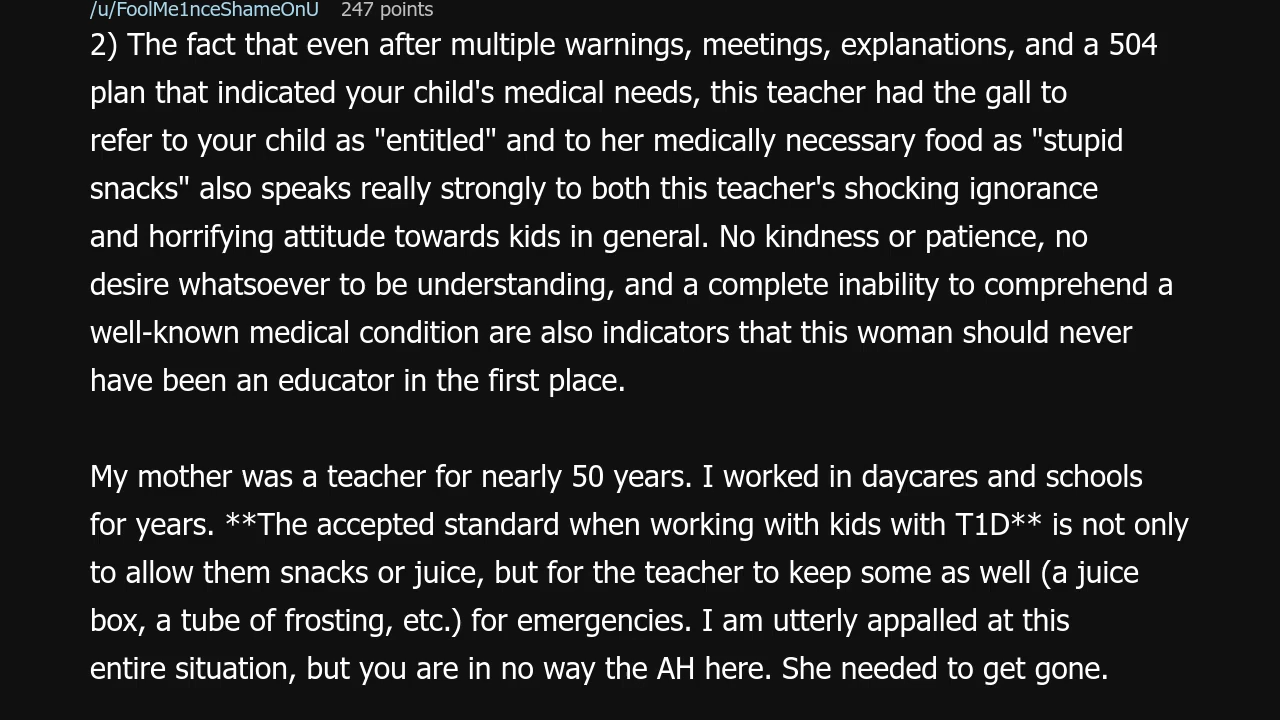 /u/FoolMe1nceShameOnU 247 points
2) The fact that even after multiple warnings, meetings, explanations, and a 504
plan that indicated your child's medical needs, this teacher had the gall to
refer to your child as "entitled" and to her medically necessary food as "stupid
snacks" also speaks really strongly to both this teacher's shocking ignorance
and horrifying attitude towards kids in general. No kindness or patience, no
desire whatsoever to be understanding, and a complete inability to comprehend a
well-known medical condition are also indicators that this woman should never
have been an educator in the first place.
My mother was a teacher for nearly 50 years. I worked in daycares and schools
for years. **The accepted standard when working with kids with T1D** is not only
to allow them snacks or juice, but for the teacher to keep some as well (a juice
box, a tube of frosting, etc.) for emergencies. I am utterly appalled at this
entire situation, but you are in no way the AH here. She needed to get gone.